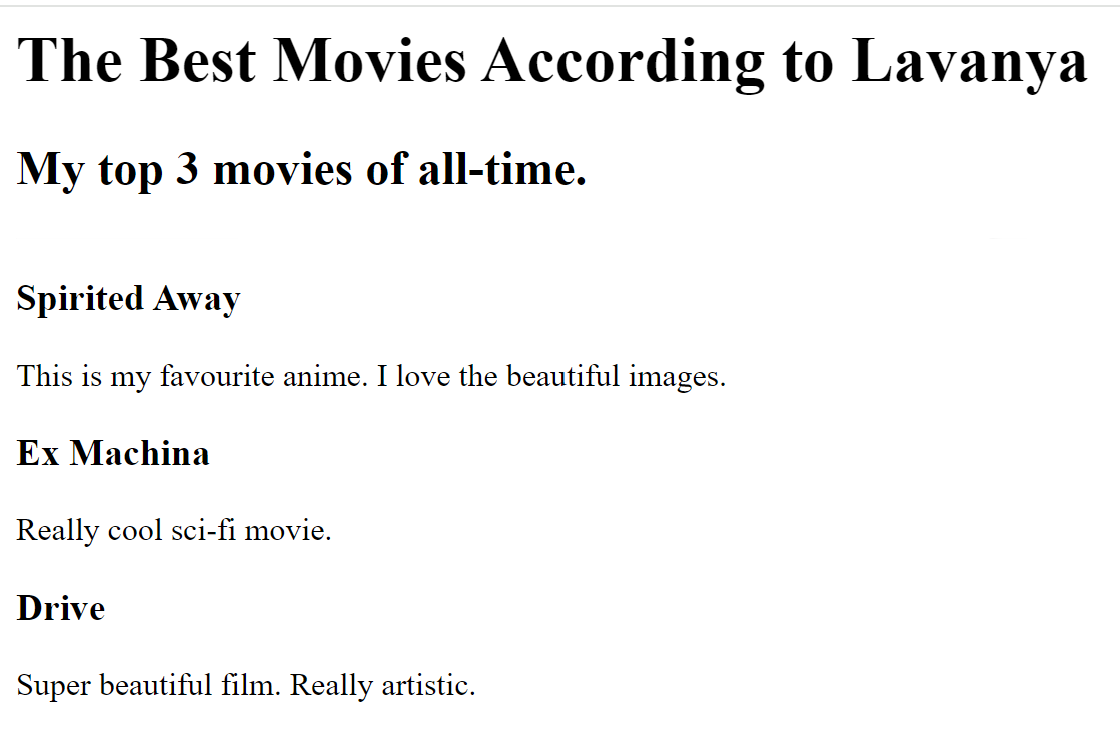 The Best Movies According to Lavanya
My top 3 movies of all-time.
Spirited Away
This is my favourite anime. I love the beautiful images.
Ex Machina
Really cool sci-fi movie.
Drive
Super beautiful film. Really artistic.